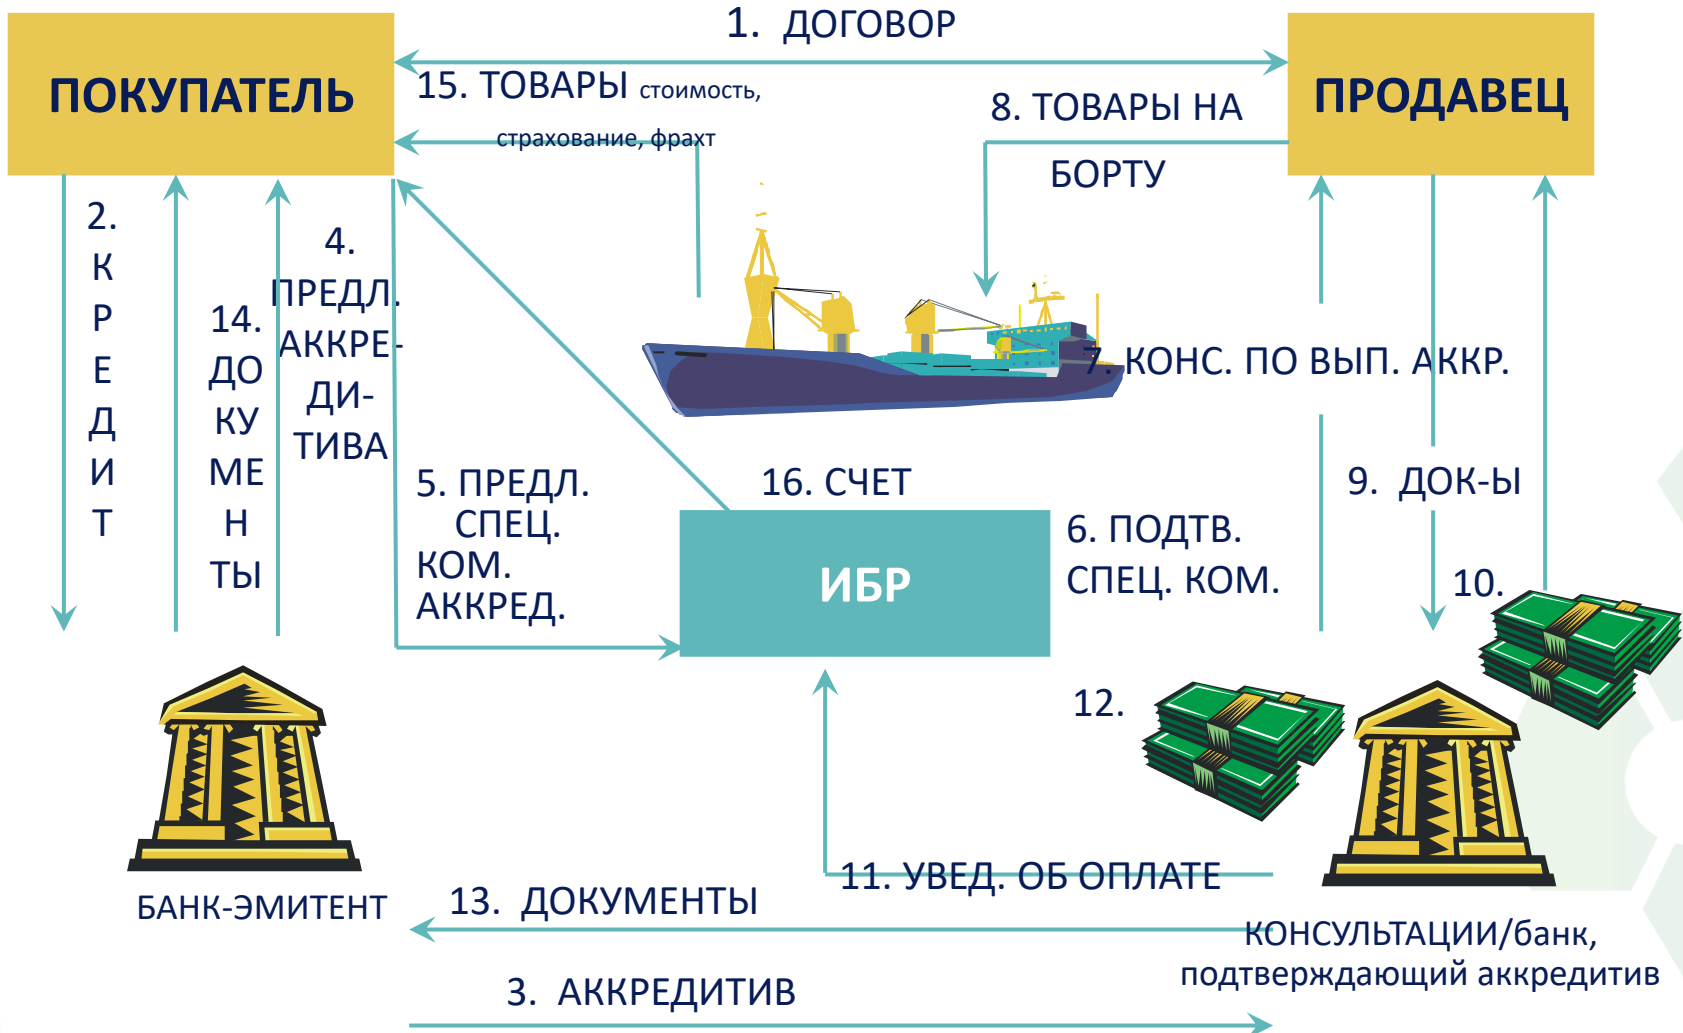 1. ДОГОВОР
ПОКУПАТЕЛЬ
ПРОДАВЕЦ
15. ТОВАРЫ стоимость,
страхование, фрахт
8. ТОВАРЫ НА
БОРТУ
2.
К
Р
Е
Д
И
Т
14.
ДО
КУ
МЕ
Н
ТЫ
4.
ПРЕДЛ.
АККРЕ-
ДИ-
ТИВА
7. КОНС. ПО ВЫП. АККР.
5. ПРЕДЛ.
СПЕЦ.
КОМ.
АККРЕД.
16. СЧЕТ
ИБР
6. ПОДТВ.
СПЕЦ. КОМ.
9. ДОК-Ы
10.
12.
11. УВЕД. ОБ ОПЛАТЕ
БАНК-ЭМИТЕНТ
13. ДОКУМЕНТЫ
КОНСУЛЬТАЦИИ/банк,
подтверждающий аккредитив
3. АККРЕДИТИВ